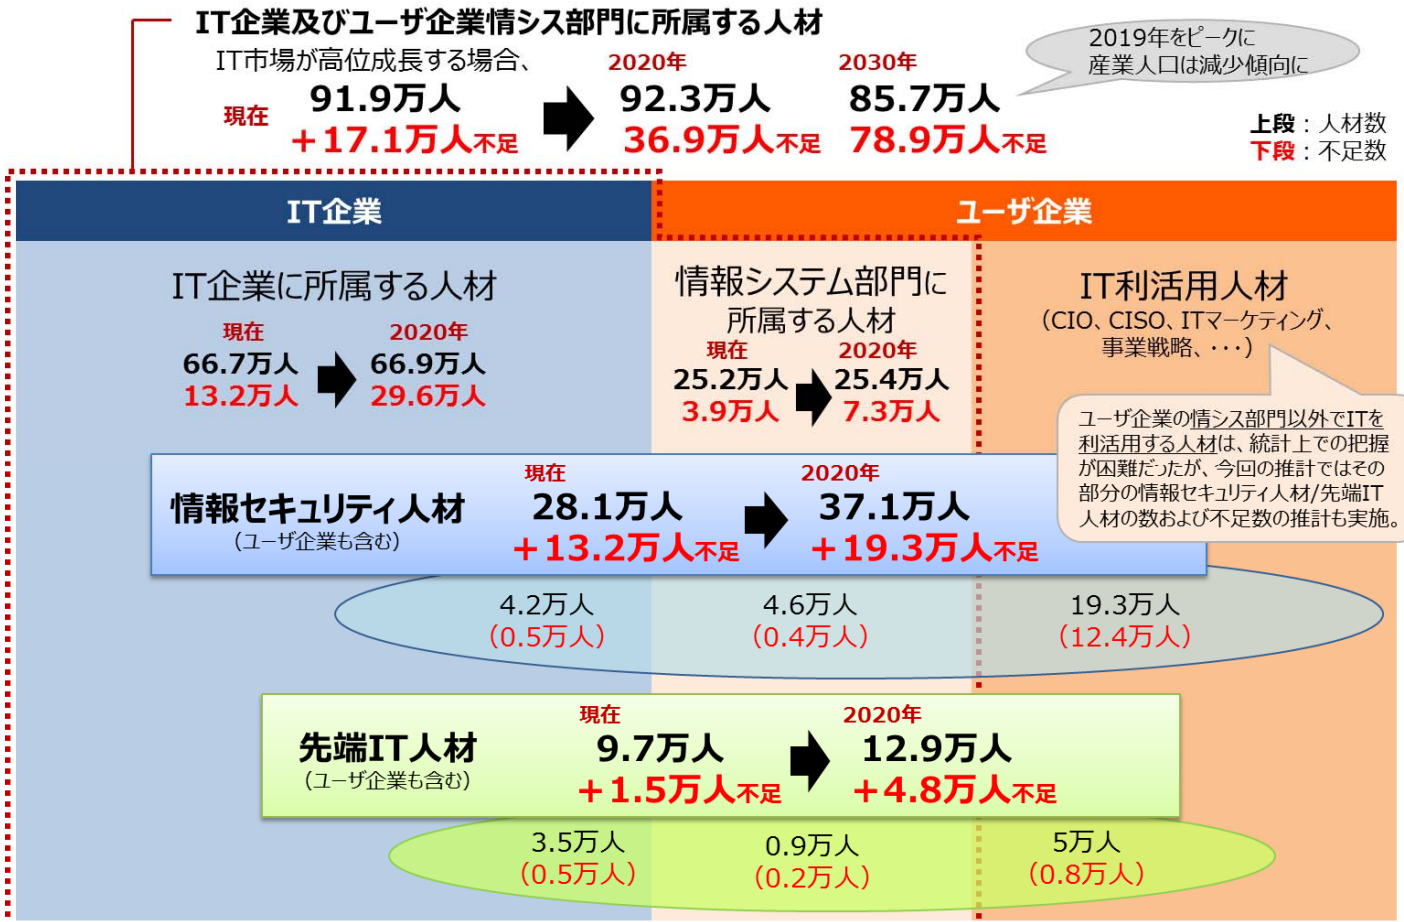 IT企業及びユーザ企業情シス部門に所属する人材
IT市場が高位成長する場合、
2020年
2030年
現在
91.9万人
92.3万人
85.7万人
+17.1万人不足
36.9万人不足
78.9万人不足
2019年をピークに
産業人口は減少傾向に
上段：人材数
下段：不足数
IT企業
ユーザ企業
IT企業に所属する人材
現在
2020年
66.7万人
66.9万人
13.2万人
29.6万人
情報システム部門に
所属する人材
現在
2020年
25.2万人
25.4万人
3.9万人
7.3万人
IT利活用人材
（CIO、CISO、ITマーケティング、
事業戦略、・・・）
ユーザ企業の情シス部門以外でITを
利活用する人材は、統計上での把握
が困難だったが、今回の推計ではその
部分の情報セキュリティ人材/先端IT
人材の数および不足数の推計も実施。
情報セキュリティ人材
（ユーザ企業も含む）
現在
2020年
28.1万人
37.1万人
+13.2万人不足
+19.3万人不足
4.2万人
4.6万人
19.3万人
（0.5万人）
（0.4万人）
（12.4万人）
先端IT人材
（ユーザ企業も含む）
現在
2020年
9.7万人
12.9万人
+1.5万人不足
+4.8万人不足
3.5万人
0.9万人
5万人
（0.5万人）
（0.2万人）
（0.8万人）